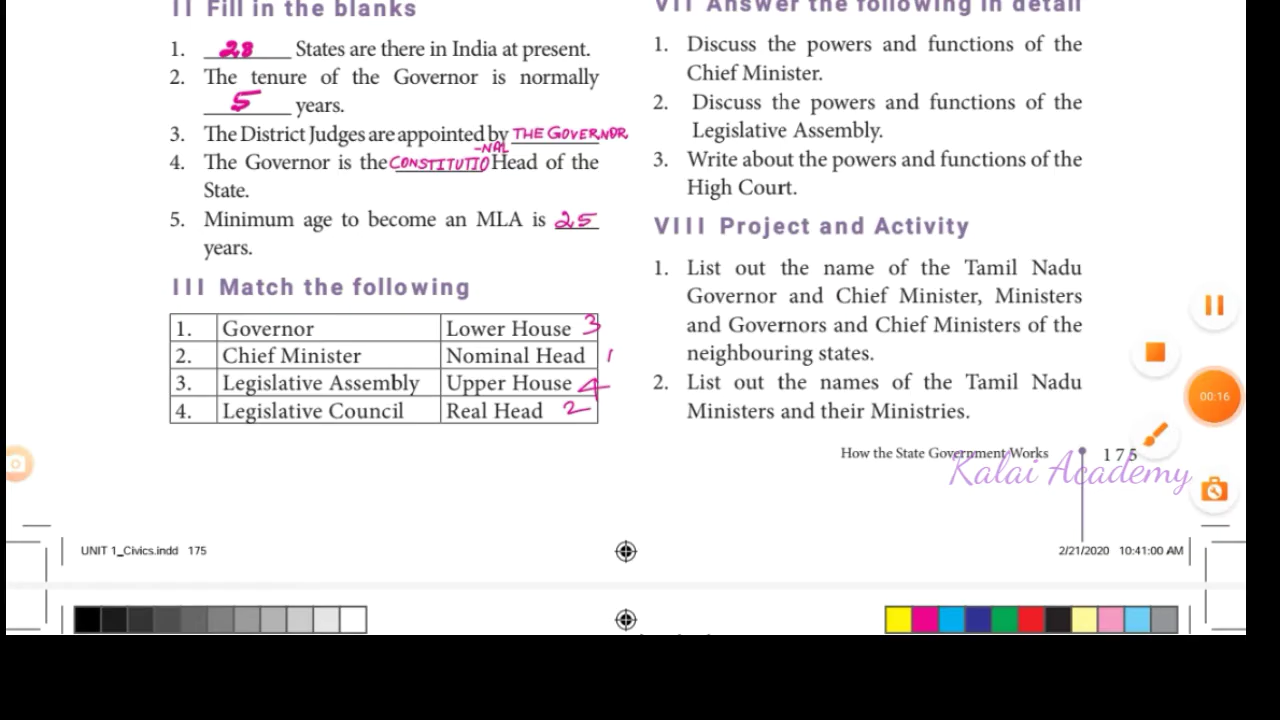 II Fill in the blanks
1. 28 States are there in India at present.
2. The tenure of the Governor is normally
5 years.
3. The District Judges are appointed by THE GOVERNOR
-NAL
4. The Governor is the CONSTITUTIO Head of the
State.
5. Minimum age to become an MLA is 25
years.
III Match the following
1. Governor Lower House 3
2. Chief Minister Nominal Head 1
3. Legislative Assembly Upper House 4
4. Legislative Council Real Head 2
VII Answer the following in detail
1. Discuss the powers and functions of the
Chief Minister.
2. Discuss the powers and functions of the
Legislative Assembly.
3. Write about the powers and functions of the
High Court.
VIII Project and Activity
1. List out the name of the Tamil Nadu
Governor and Chief Minister, Ministers
and Governors and Chief Ministers of the
neighbouring states.
2. List out the names of the Tamil Nadu
Ministers and their Ministries.
00:16
How the State Government Works 175
Kalai Academy
UNIT 1_Civics.indd 175
2/21/2020 10:41:00 AM